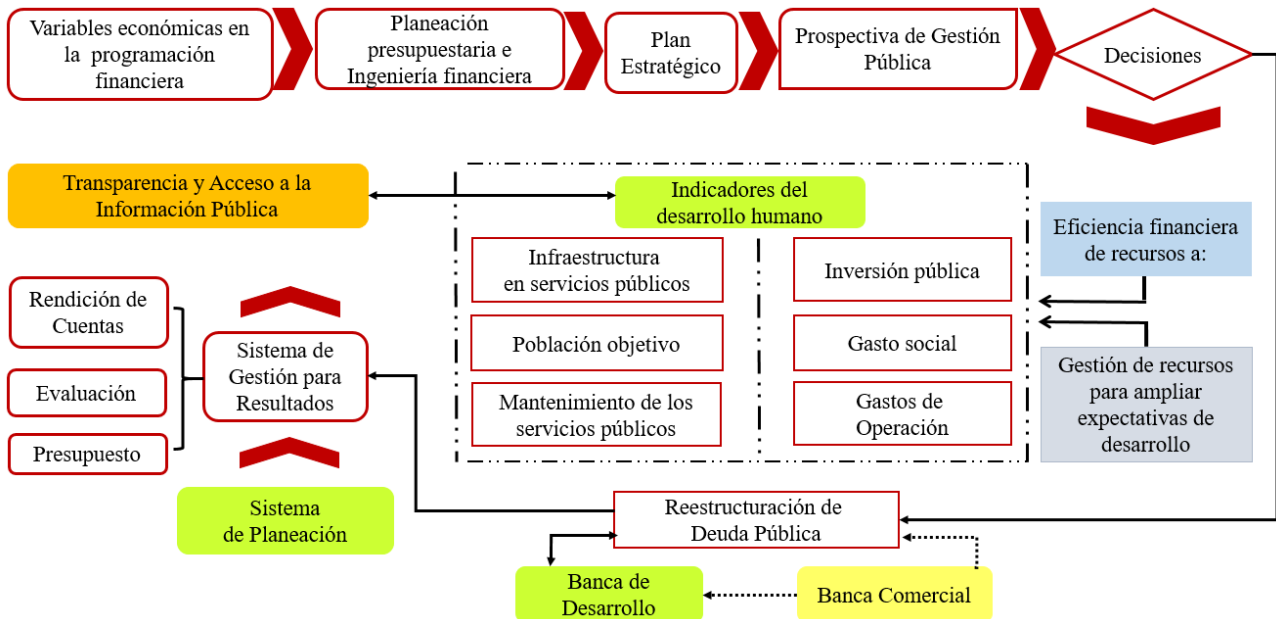 Variables económicas en
la programación
financiera
Planeación
presupuestaria e
Ingeniería financiera
Plan
Estratégico
Prospectiva de Gestión
Pública
Decisiones
Transparencia y Acceso a la
Información Pública
Indicadores del
desarrollo humano
Eficiencia financiera
de recursos a:
Infraestructura
en servicios públicos
Inversión pública
Rendición de
Cuentas
Sistema de
Gestión para
Resultados
Población objetivo
Gasto social
Evaluación
Mantenimiento de los
servicios públicos
Gastos de
Operación
Gestión de recursos
para ampliar
expectativas de
desarrollo
Presupuesto
Sistema
de Planeación
Reestructuración de
Deuda Pública
Banca de
Desarrollo
Banca Comercial